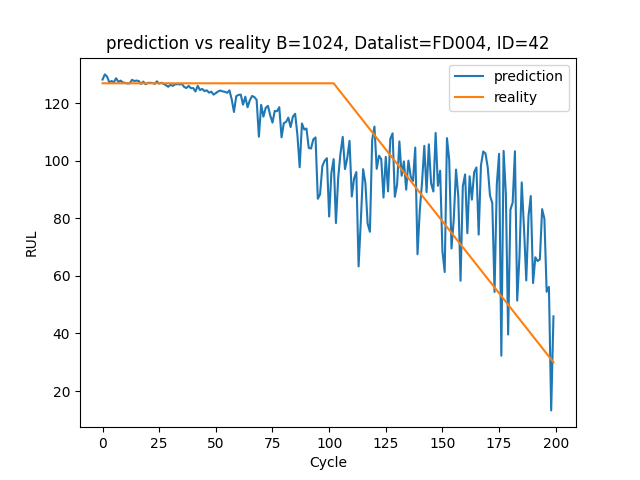 prediction vs reality B=1024, Datalist=FD004, ID=42
prediction
reality
RUL
120
100
80
60
40
20
0 25 50 75 100 125 150 175 200
Cycle